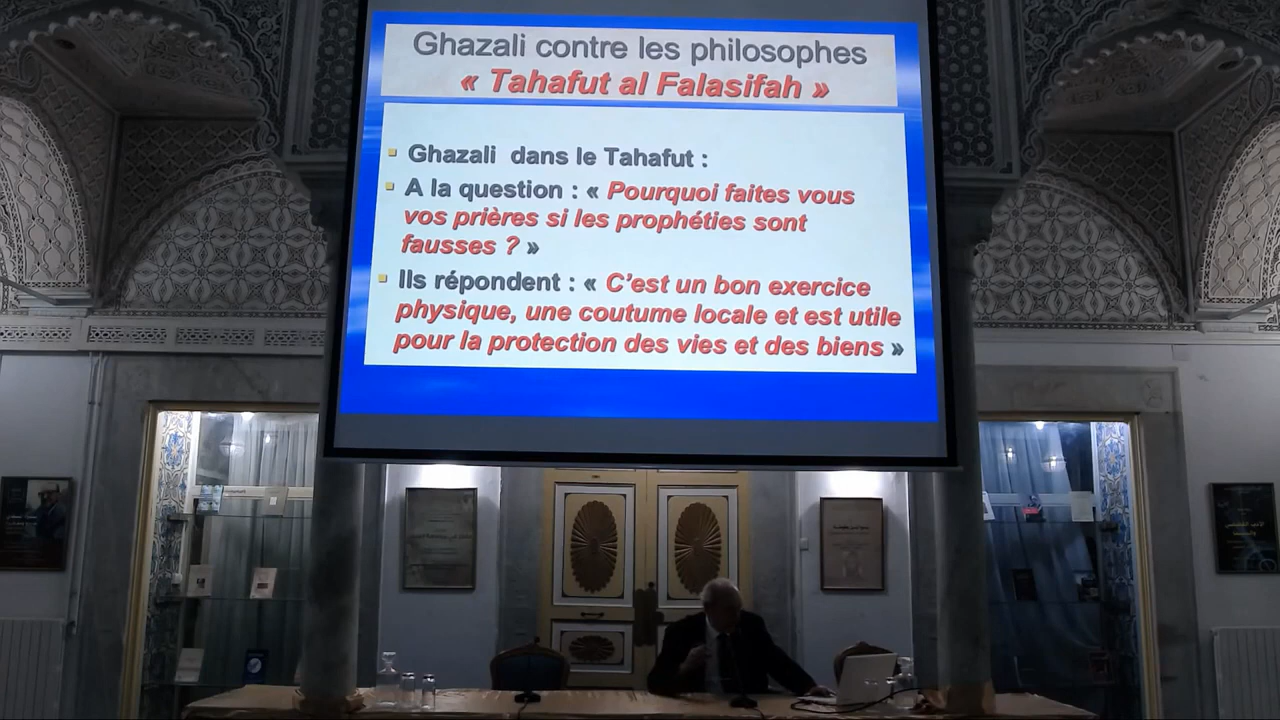 Ghazali contre les philosophes
« Tahafut al Falasifah »
Ghazali dans le Tahafut :
A la question : « Pourquoi faites vous
vos prières si les prophéties sont
fausses ? »
Ils répondent : « C'est un bon exercice
physique, une coutume locale et est utile
pour la protection des vies et des biens »